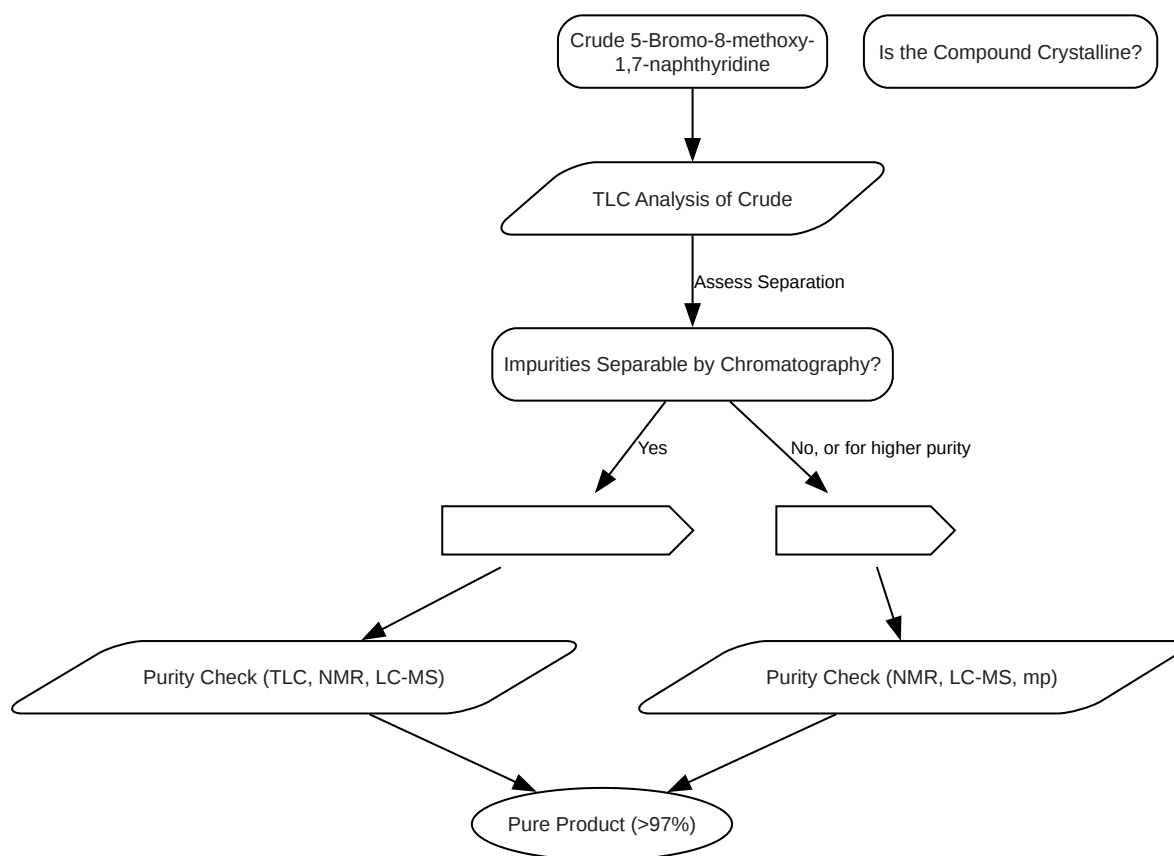 Crude 5-Bromo-8-methoxy-
1,7-naphthyridine
Is the Compound Crystalline?
TLC Analysis of Crude
Assess Separation
Impurities Separable by Chromatography?
Yes
No, or for higher purity
Purity Check (TLC, NMR, LC-MS)
Purity Check (NMR, LC-MS, mp)
Pure Product (>97%)